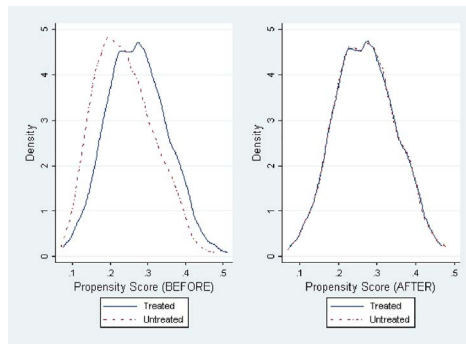 5
4
3
2
1
0
Density
.1 .2 .3 .4 .5
Propensity Score (BEFORE)
Treated
Untreated
5
4
3
2
1
0
Density
.1 .2 .3 .4 .5
Propensity Score (AFTER)
Treated
Untreated